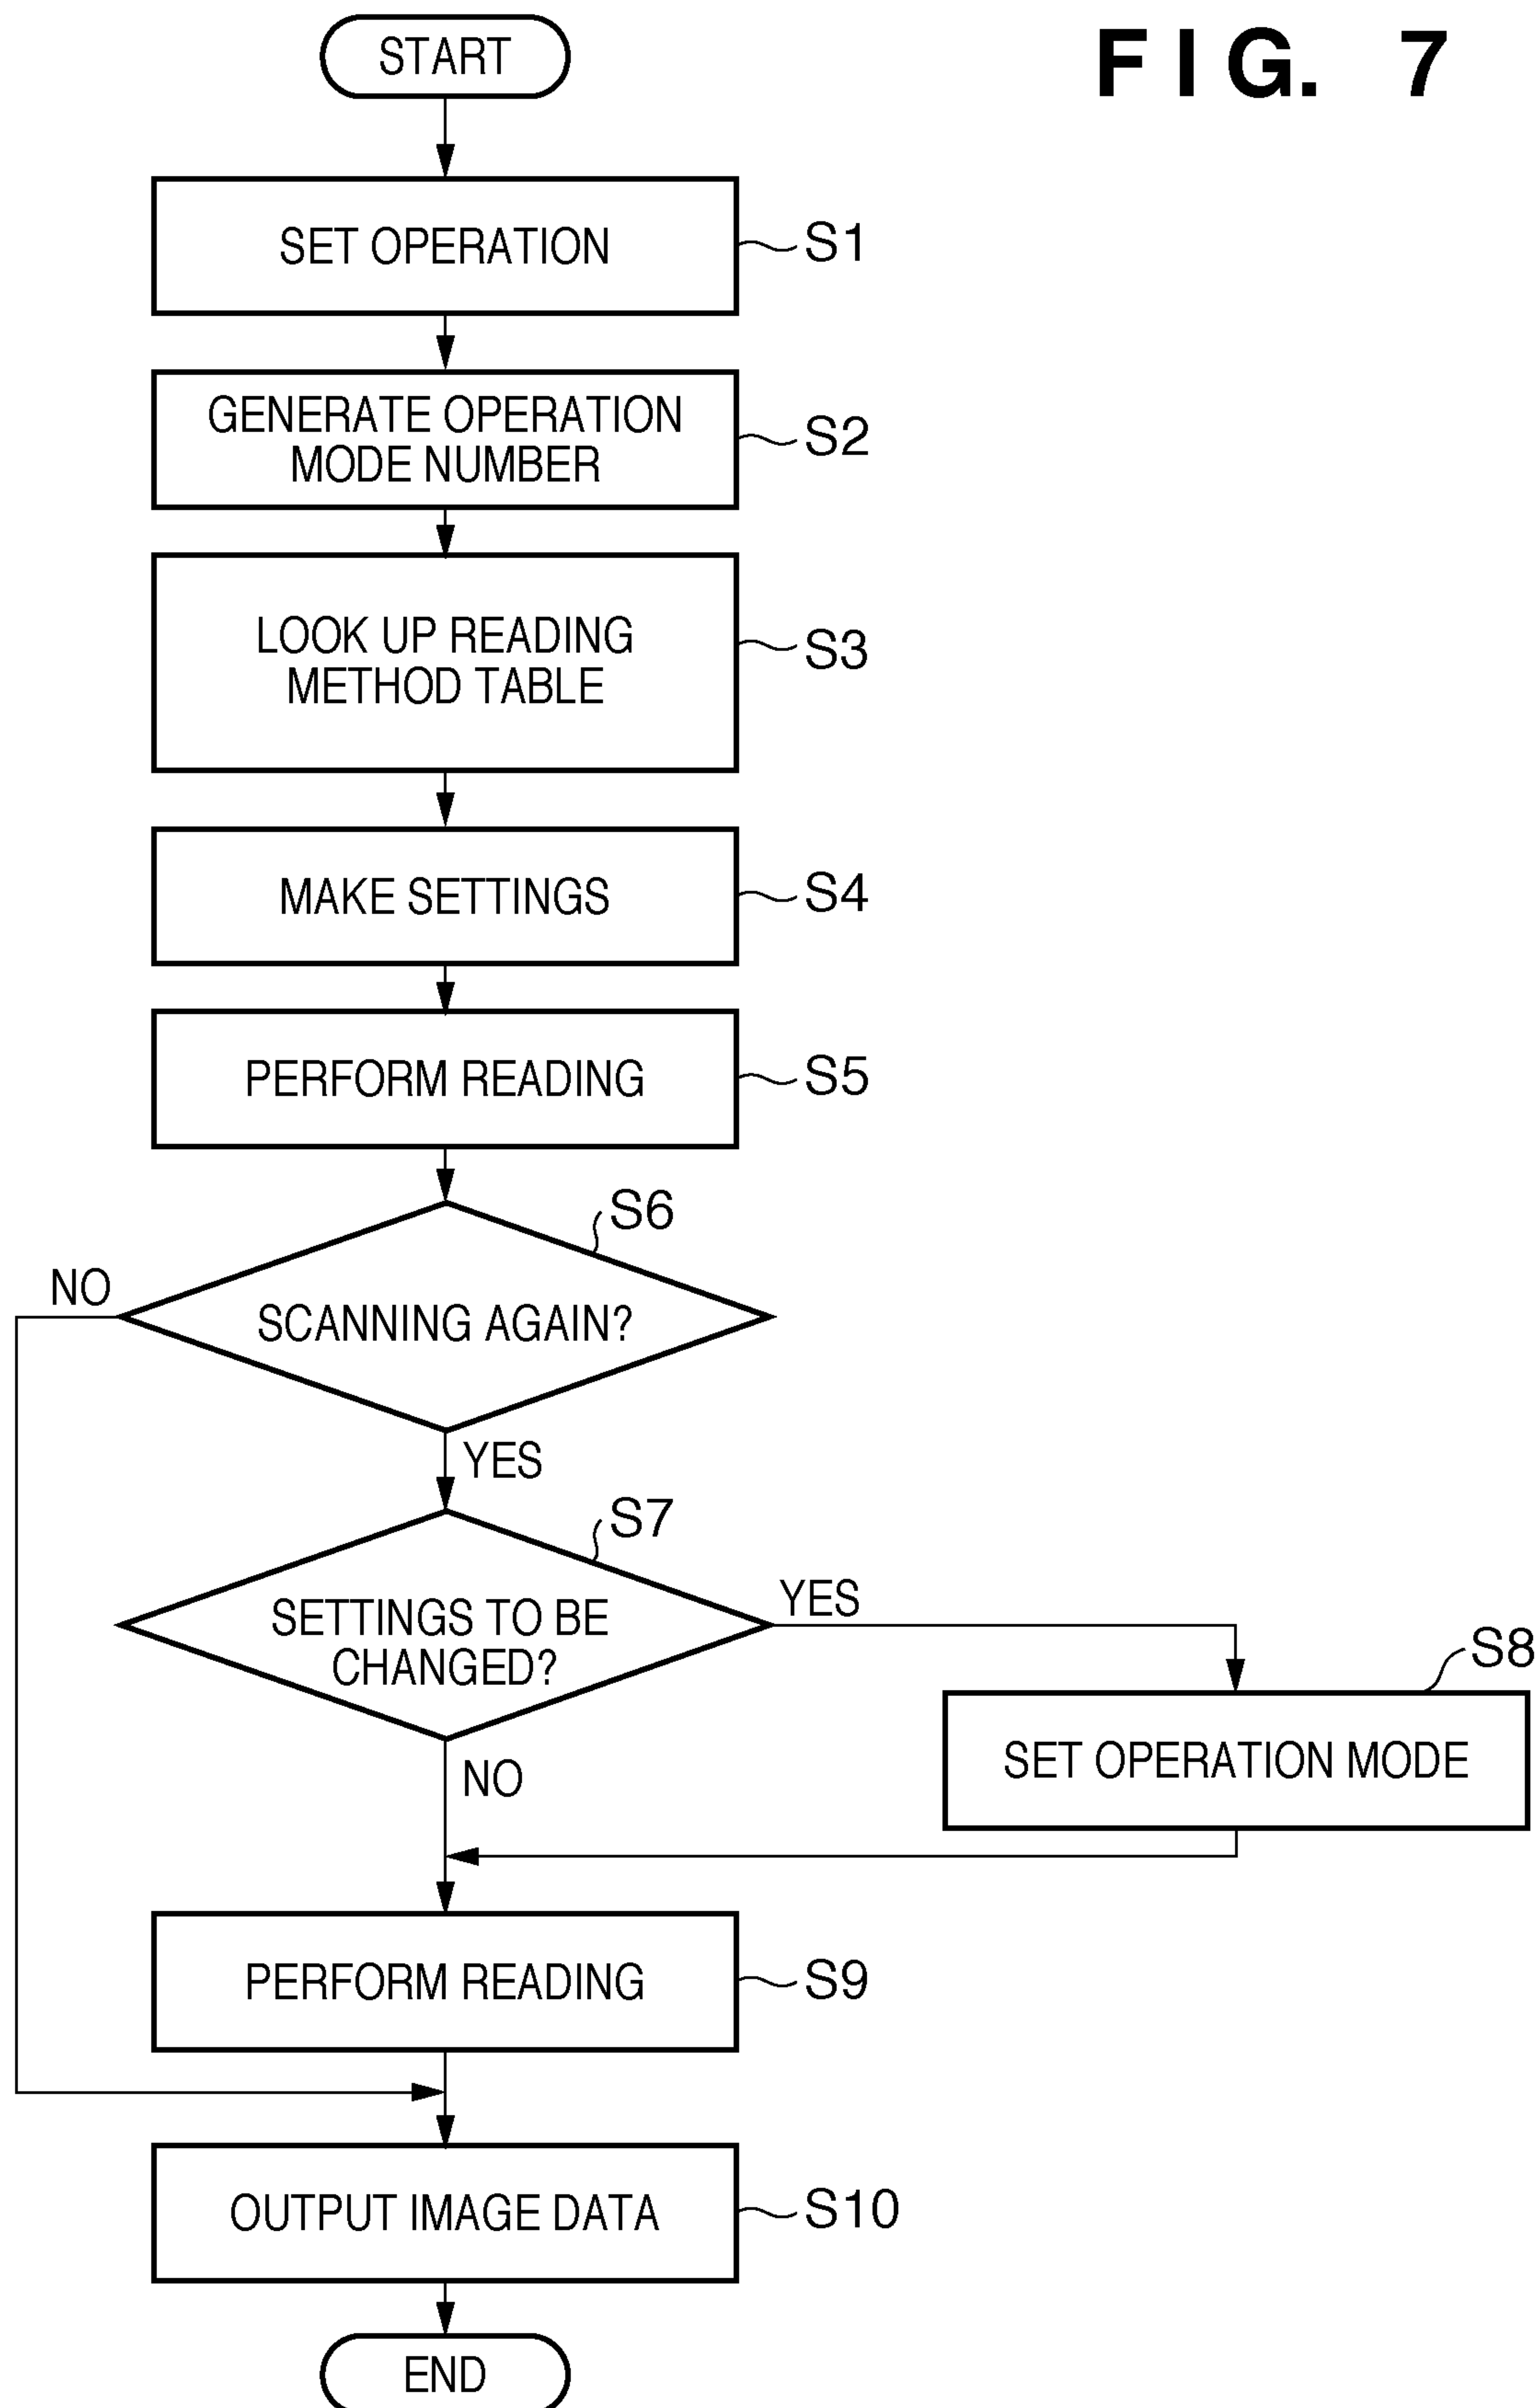 FIG. 7
START
SET OPERATION
S1
GENERATE OPERATION
MODE NUMBER
S2
LOOK UP READING
METHOD TABLE
S3
MAKE SETTINGS
S4
PERFORM READING
S5
S6
NO
SCANNING AGAIN?
YES
S7
SETTINGS TO BE
CHANGED?
YES
S8
SET OPERATION MODE
NO
PERFORM READING
S9
OUTPUT IMAGE DATA
S10
END